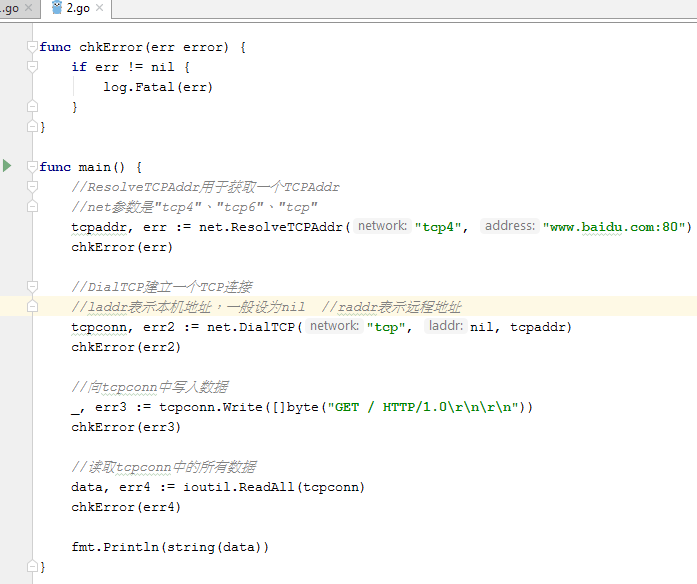 .go
2.go
func chkError(err error) {
if err != nil {
log.Fatal(err)
}
}
func main() {
//ResolveTCPAddr用于获取一个TCPAddr
//net参数是"tcp4"、"tcp6"、"tcp"
tcpaddr, err := net.ResolveTCPAddr( network: "tcp4", address: "www.baidu.com:80")
chkError(err)
//DialTCP建立一个TCP连接
//laddr表示本机地址，一般设为nil //raddr表示远程地址
tcpconn, err2 := net.DialTCP( network: "tcp", laddr: nil, tcpaddr)
chkError(err2)
//向tcpconn中写入数据
_, err3 := tcpconn.Write([]byte("GET / HTTP/1.0\r\n\r\n"))
chkError(err3)
//读取tcpconn中的所有数据
data, err4 := ioutil.ReadAll(tcpconn)
chkError(err4)
fmt.Println(string(data))
}